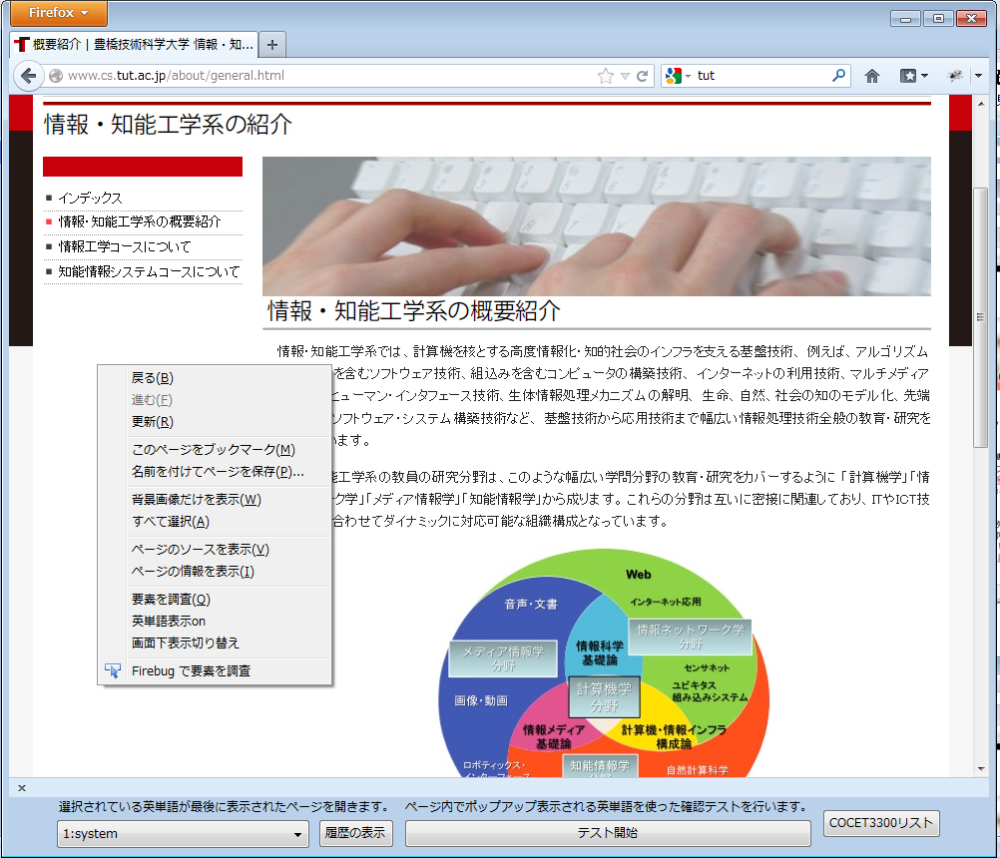 Firefox
概要紹介 | 豊橋技術科学大学 情報・知...
www.cs.tut.ac.jp/about/general.html
tut
情報・知能工学系の紹介
インデックス
情報・知能工学系の概要紹介
情報工学コースについて
知能情報システムコースについて
情報・知能工学系の概要紹介
情報・知能工学系では、計算機を核とする高度情報化・知的社会のインフラを支える基盤技術、例えば、アルゴリズム
を含むソフトウェア技術、組込みを含むコンピュータの構築技術、インターネットの利用技術、マルチメディア
ヒューマン・インタフェース技術、生体情報処理メカニズムの解明、生命、自然、社会の知のモデル化、先端
ソフトウェア・システム構築技術など、基盤技術から応用技術まで幅広い情報処理技術全般の教育・研究を
います。
能工学系の教員の研究分野は、このような幅広い学問分野の教育・研究をカバーするように「計算機学」「情
ーク学」「メディア情報学」「知能情報学」から成ります。これらの分野は互いに密接に関連しており、ITやICT技
合わせてダイナミックに対応可能な組織構成となっています。
戻る(B)
進む(F)
更新(R)
このページをブックマーク(M)
名前を付けてページを保存(P)...
背景画像だけを表示(W)
すべて選択(A)
ページのソースを表示(V)
ページの情報を表示(I)
要素を調査(Q)
英単語表示on
画面下表示切り替え
Firebug で要素を調査
Web
音声・文書
インターネット応用
情報ネットワーク学
分野
メディア情報学
分野
情報科学
基礎論
センサネット
ユビキタス
組み込みシステム
計算機学
分野
画像・動画
情報メディア
基礎論
計算機・情報インフラ
構成論
ロボティックス・
インターフェース
知能情報学
分野
自然計算科学
選択されている英単語が最後に表示されたページを開きます。
ページ内でポップアップ表示される英単語を使った確認テストを行います。
1:system
履歴の表示
テスト開始
COCET3300リスト